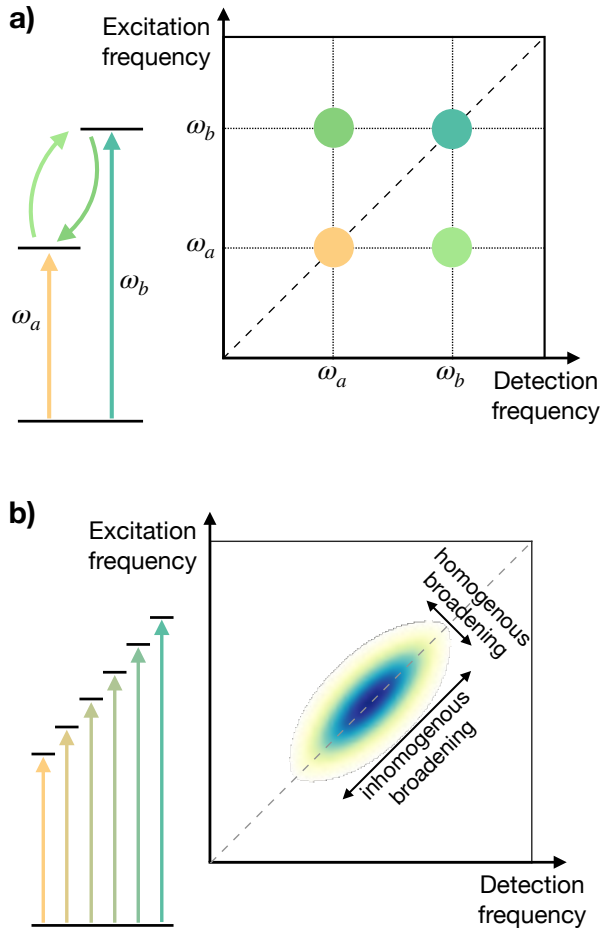 a)
Excitation
frequency
ω_b
ω_a
ω_a
ω_b
ω_a
ω_b
Detection
frequency
b)
Excitation
frequency
homogenous
broadening
inhomogenous
broadening
Detection
frequency